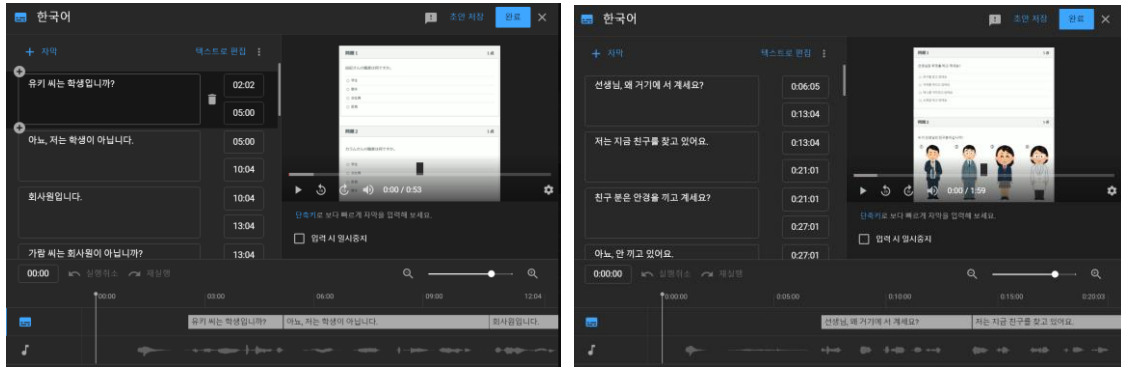 한국어
초안 저장
완료
자막
텍스트로 편집
유키 씨는 학생입니까?
02:02
05:00
아뇨, 저는 학생이 아닙니다.
05:00
10:04
회사원입니다.
10:04
13:04
가람 씨는 회사원이 아닙니까?
13:04
問題 1
問題 2
0:00 / 0:53
단축키로 보다 빠르게 자막을 입력해 보세요.
입력 시 일시중지
00:00
실행취소
재실행
00:00
03:00
06:00
09:00
12:04
유키 씨는 학생입니까?
아뇨, 저는 학생이 아닙니다.
회사원입니다.
한국어
초안 저장
완료
자막
텍스트로 편집
선생님, 왜 거기에 서 계세요?
0:06:05
0:13:04
저는 지금 친구를 찾고 있어요.
0:13:04
0:21:01
친구 분은 안경을 끼고 계세요?
0:21:01
0:27:01
아뇨, 안 끼고 있어요.
0:27:01
問題 1
問題 2
0:00 / 1:59
단축키로 보다 빠르게 자막을 입력해 보세요.
입력 시 일시중지
0:00:00
실행취소
재실행
0:00:00
0:05:00
0:10:00
0:15:00
0:20:03
선생님, 왜 거기에 서 계세요?
저는 지금 친구를 찾고 있어요.